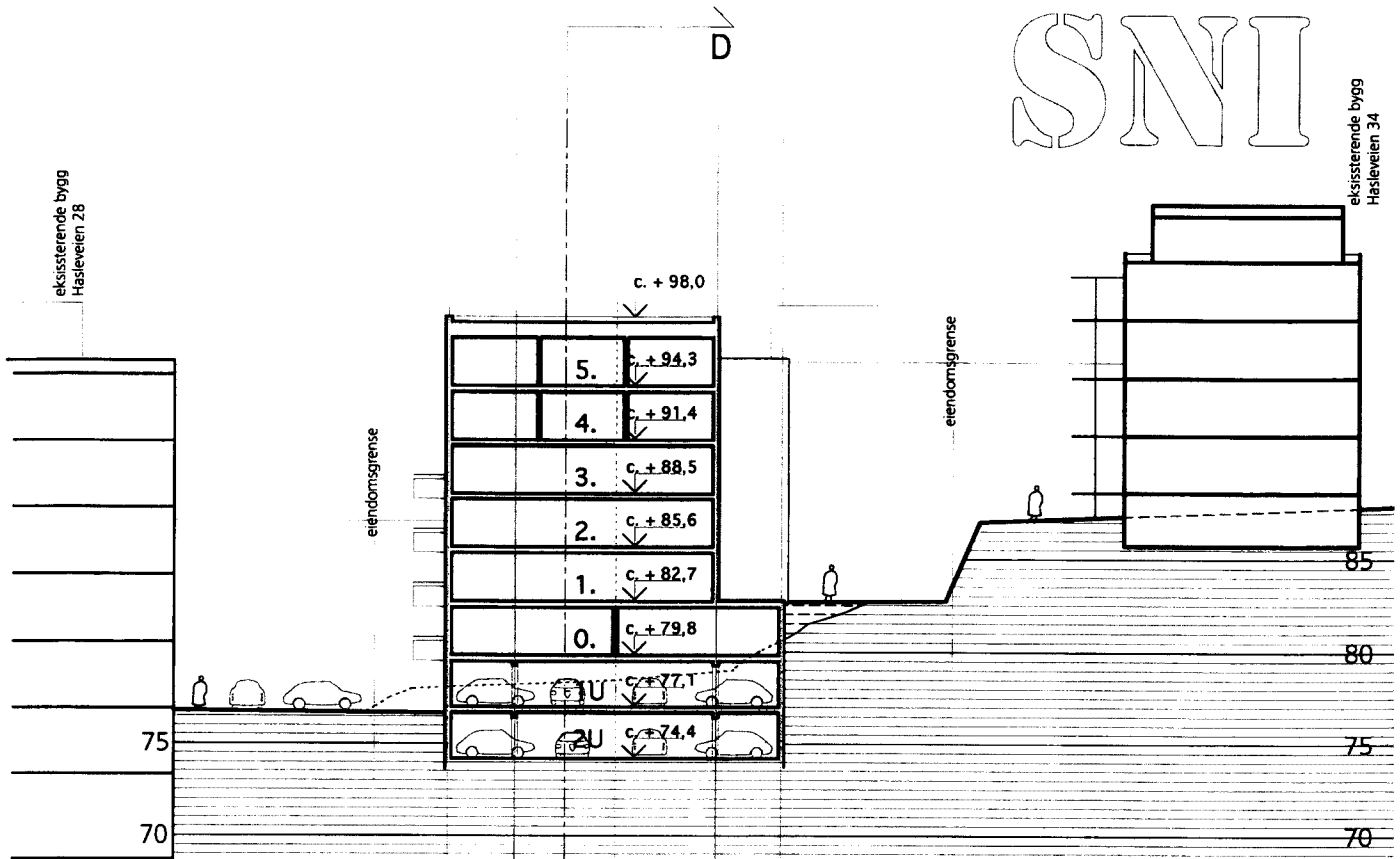 D
SNI
eksissterende bygg
Hasleveien 28
eksissterende bygg
Hasleveien 34
c. + 98,0
eiendomsgrense
eiendomsgrense
5. c. + 94,3
4. c. + 91,4
3. c. + 88,5
2. c. + 85,6
1. c. + 82,7
85
0. c. + 79,8
80
1U c. + 77,1
75
2U c. + 74,4
75
70
70